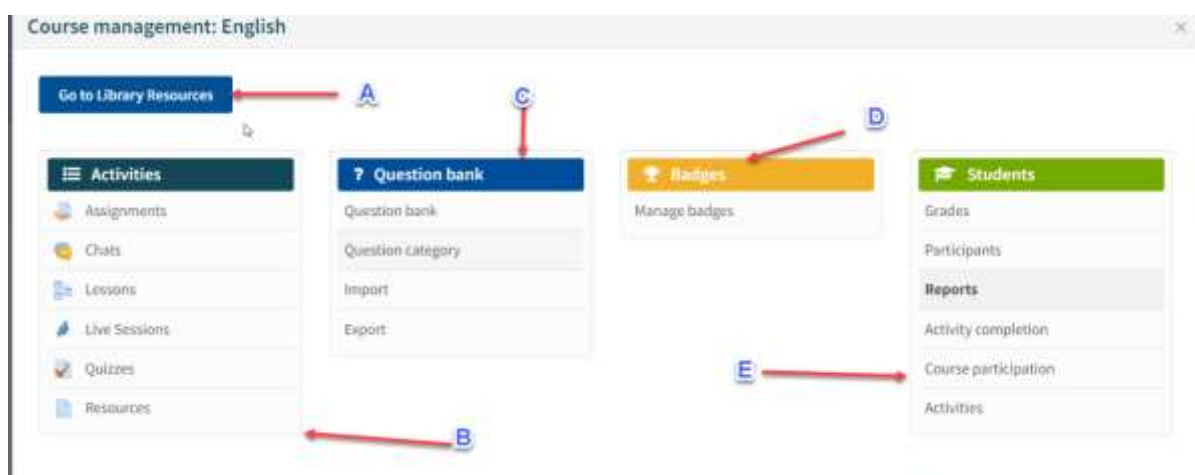 Course management: English
×
Go to Library Resources
A
C
D
Activities
Assignments
Chats
Lessons
Live Sessions
Quizzes
Resources
B
? Question bank
Question bank
Question category
Import
Export
Badges
Manage badges
Students
Grades
Participants
Reports
Activity completion
Course participation
Activities
E